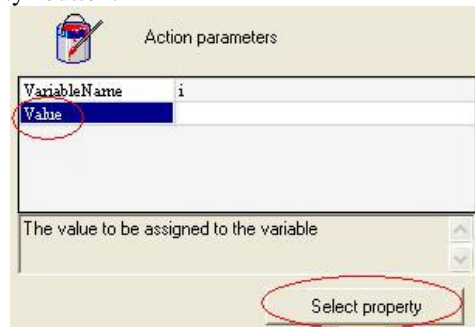 Action parameters
VariableName i
Value
The value to be assigned to the variable
Select property